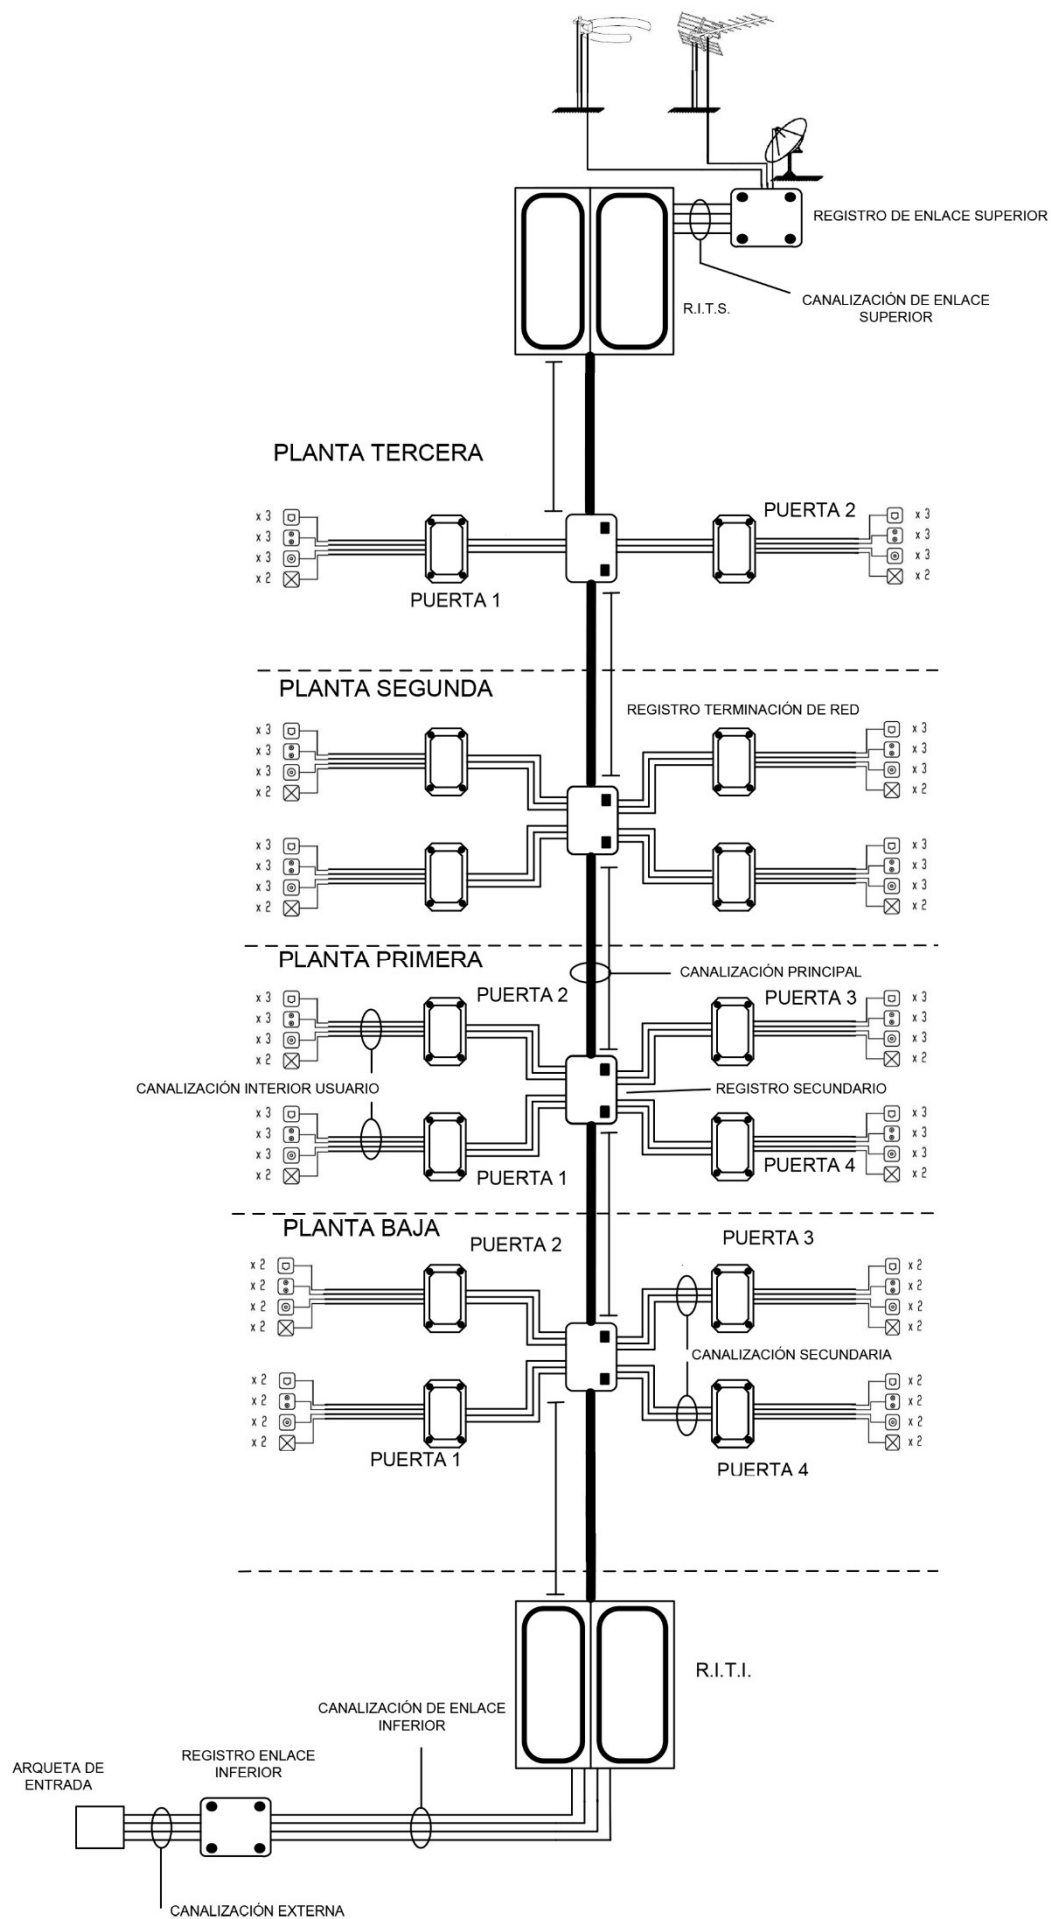 REGISTRO DE ENLACE SUPERIOR
CANALIZACIÓN DE ENLACE
SUPERIOR
R.I.T.S.
PLANTA TERCERA
PUERTA 2
x 3
x 3
x 3
x 2
x 3
x 3
x 3
x 2
PUERTA 1
PLANTA SEGUNDA
REGISTRO TERMINACIÓN DE RED
x 3
x 3
x 3
x 2
x 3
x 3
x 3
x 2
x 3
x 3
x 3
x 2
x 3
x 3
x 3
x 2
PLANTA PRIMERA
CANALIZACIÓN PRINCIPAL
PUERTA 2
PUERTA 3
x 3
x 3
x 3
x 2
x 3
x 3
x 3
x 2
CANALIZACIÓN INTERIOR USUARIO
REGISTRO SECUNDARIO
x 3
x 3
x 3
x 2
x 3
x 3
x 3
x 2
PUERTA 1
PUERTA 4
PLANTA BAJA
PUERTA 2
PUERTA 3
x 2
x 2
x 2
x 2
x 2
x 2
x 2
x 2
CANALIZACIÓN SECUNDARIA
x 2
x 2
x 2
x 2
x 2
x 2
x 2
x 2
PUERTA 1
PUERTA 4
R.I.T.I.
CANALIZACIÓN DE ENLACE
INFERIOR
REGISTRO ENLACE
INFERIOR
ARQUETA DE
ENTRADA
CANALIZACIÓN EXTERNA